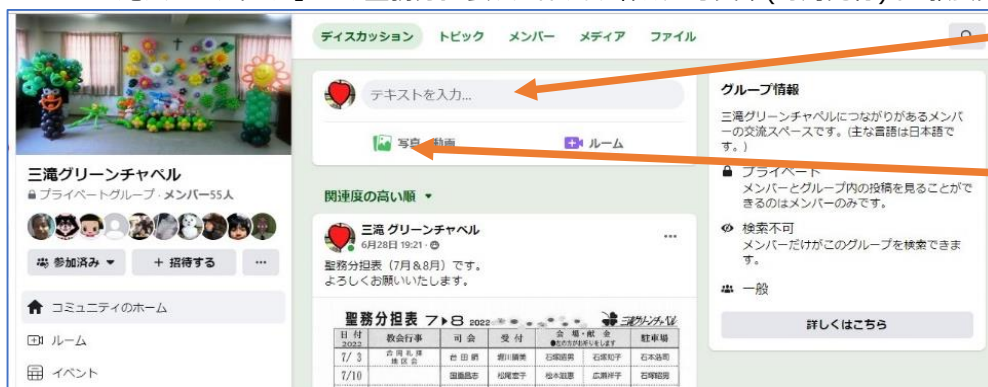 三滝グリーンチャペル
プライベートグループ・メンバー55人
参加済み
+ 招待する
コミュニティのホーム
ルーム
イベント
ディスカッション トピック メンバー メディア ファイル
テキストを入力...
写真 動画
ルーム
関連度の高い順
三滝 グリーンチャペル
6月28日 19:21
聖務分担表(7月&8月)です。
よろしくお願いいたします。
聖務分担表 7▶8 2022
日 付 教会行事 司 会 受 付 会 場・献 金 駐車場
2022
7/ 3
7/10
グループ情報
三滝グリーンチャペルにつながりがあるメンバ
ーの交流スペースです。(主な言語は日本語で
す。)
プライベート
メンバーとグループ内の投稿を見ることがで
きるのはメンバーのみです。
検索不可
メンバーだけがこのグループを検索できま
す。
一般
詳しくはこちら